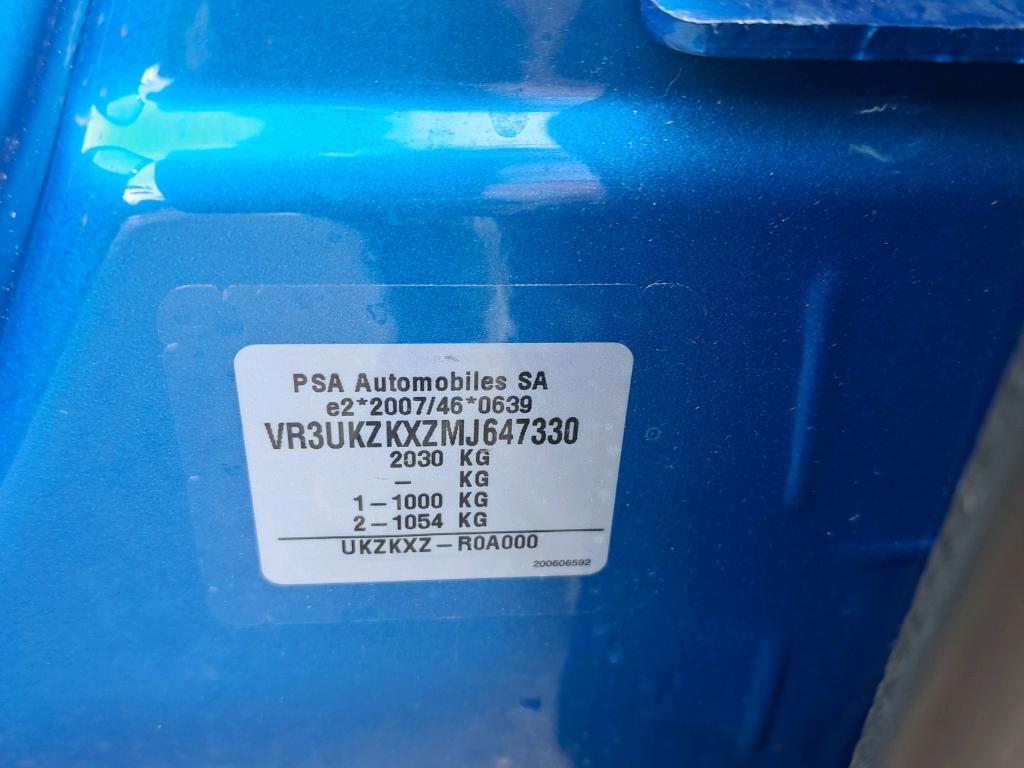 PSA Automobiles SA
e2*2007/46*0639
VR3UKZKXZMJ647330
2030 KG
– KG
1–1000 KG
2–1054 KG
UKZKXZ–R0A000
200606592